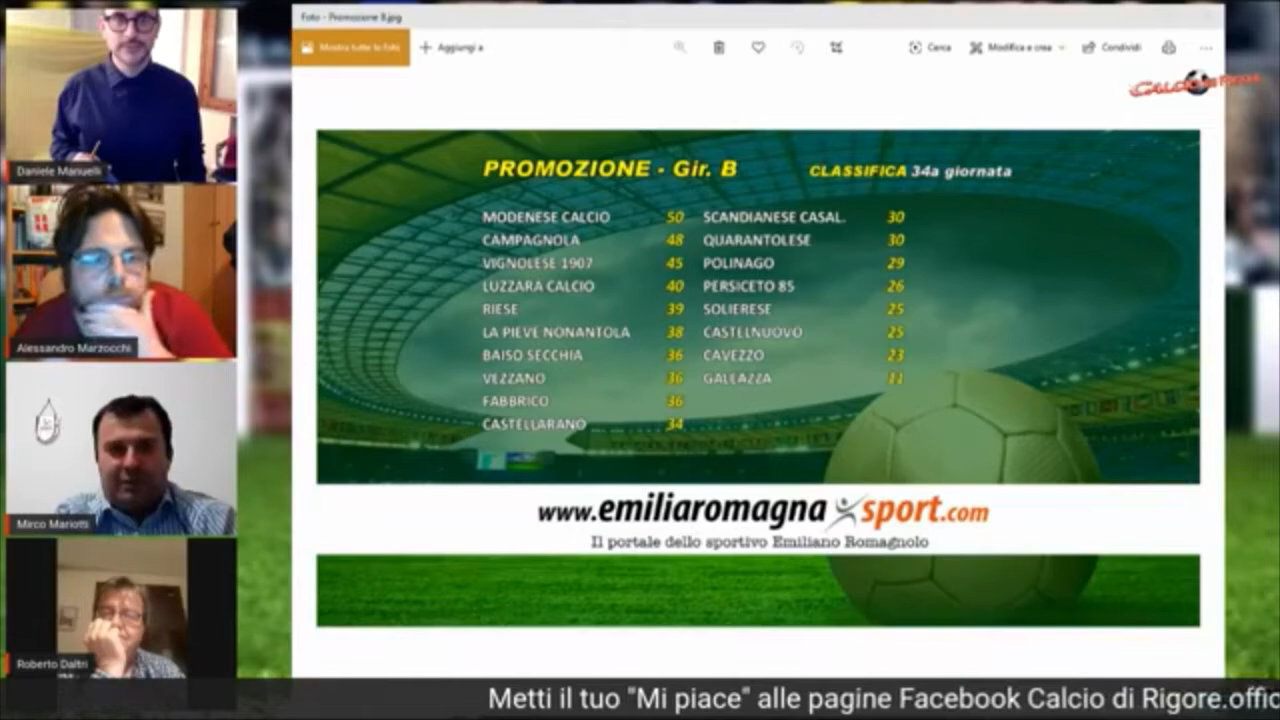 Foto - Promozione B.jpg
Mostra tutte le foto
Aggiungi a
Cerca
Modifica e crea
Condividi
CALCIO DI RIGORE
PROMOZIONE - Gir. B
CLASSIFICA 34a giornata
MODENESE CALCIO 50 SCANDIANESE CASAL. 30
CAMPAGNOLA 48 QUARANTOLESE 30
VIGNOLESE 1907 45 POLINAGO 29
LUZZARA CALCIO 40 PERSICETO 85 26
RIESE 39 SOLIERESE 25
LA PIEVE NONANTOLA 38 CASTELNUOVO 25
BAISO SECCHIA 36 CAVEZZO 23
VEZZANO 36 GALEAZZA 11
FABBRICO 36
CASTELLARANO 34
www.emiliaromagnasport.com
Il portale dello sportivo Emiliano Romagnolo
Daniele Manuelli
Alessandro Marzocchi
Mirco Mariotti
Roberto Daltri
Metti il tuo "Mi piace" alle pagine Facebook Calcio di Rigore.offic